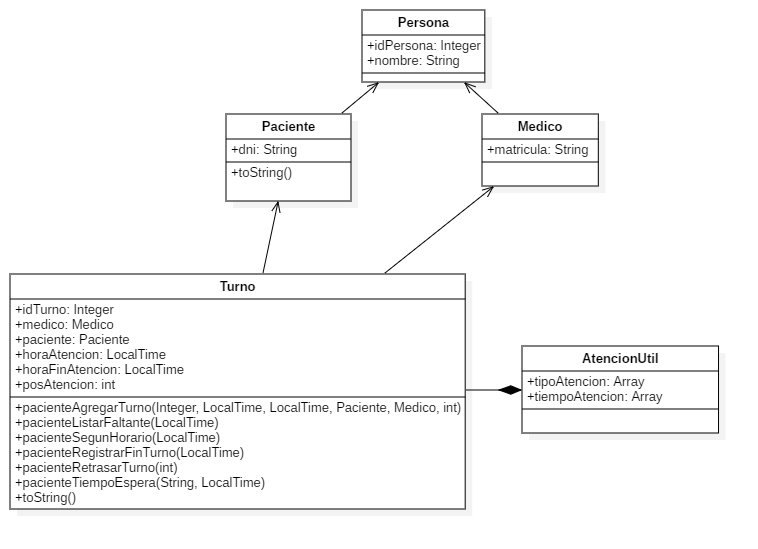 Persona
+idPersona: Integer
+nombre: String
Paciente
+dni: String
+toString()
Medico
+matricula: String
Turno
+idTurno: Integer
+medico: Medico
+paciente: Paciente
+horaAtencion: LocalTime
+horaFinAtencion: LocalTime
+posAtencion: int
+pacienteAgregarTurno(Integer, LocalTime, LocalTime, Paciente, Medico, int)
+pacienteListarFaltante(LocalTime)
+pacienteSegunHorario(LocalTime)
+pacienteRegistrarFinTurno(LocalTime)
+pacienteRetrasarTurno(int)
+pacienteTiempoEspera(String, LocalTime)
+toString()
AtencionUtil
+tipoAtencion: Array
+tiempoAtencion: Array